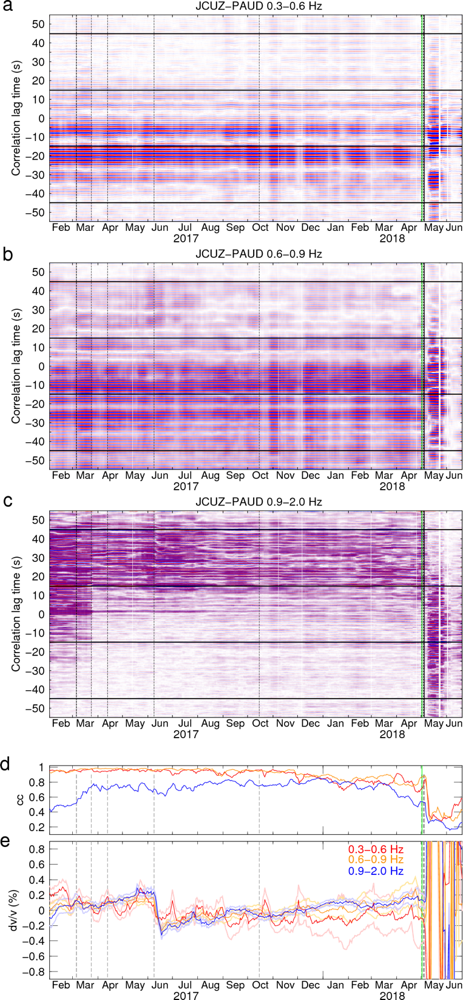 a
JCUZ−PAUD 0.3−0.6 Hz
Correlation lag time (s)
50
40
30
20
10
0
−10
−20
−30
−40
−50
Feb Mar Apr May Jun Jul Aug Sep Oct Nov Dec Jan Feb Mar Apr May Jun
2017 2018
b
JCUZ−PAUD 0.6−0.9 Hz
Correlation lag time (s)
50
40
30
20
10
0
−10
−20
−30
−40
−50
Feb Mar Apr May Jun Jul Aug Sep Oct Nov Dec Jan Feb Mar Apr May Jun
2017 2018
c
JCUZ−PAUD 0.9−2.0 Hz
Correlation lag time (s)
50
40
30
20
10
0
−10
−20
−30
−40
−50
Feb Mar Apr May Jun Jul Aug Sep Oct Nov Dec Jan Feb Mar Apr May Jun
2017 2018
d
cc
1
0.8
0.6
0.4
0.2
e
dv/v (%)
0.8
0.6
0.4
0.2
0
−0.2
−0.4
−0.6
−0.8
0.3−0.6 Hz
0.6−0.9 Hz
0.9−2.0 Hz
Feb Mar Apr May Jun Jul Aug Sep Oct Nov Dec Jan Feb Mar Apr May Jun
2017 2018